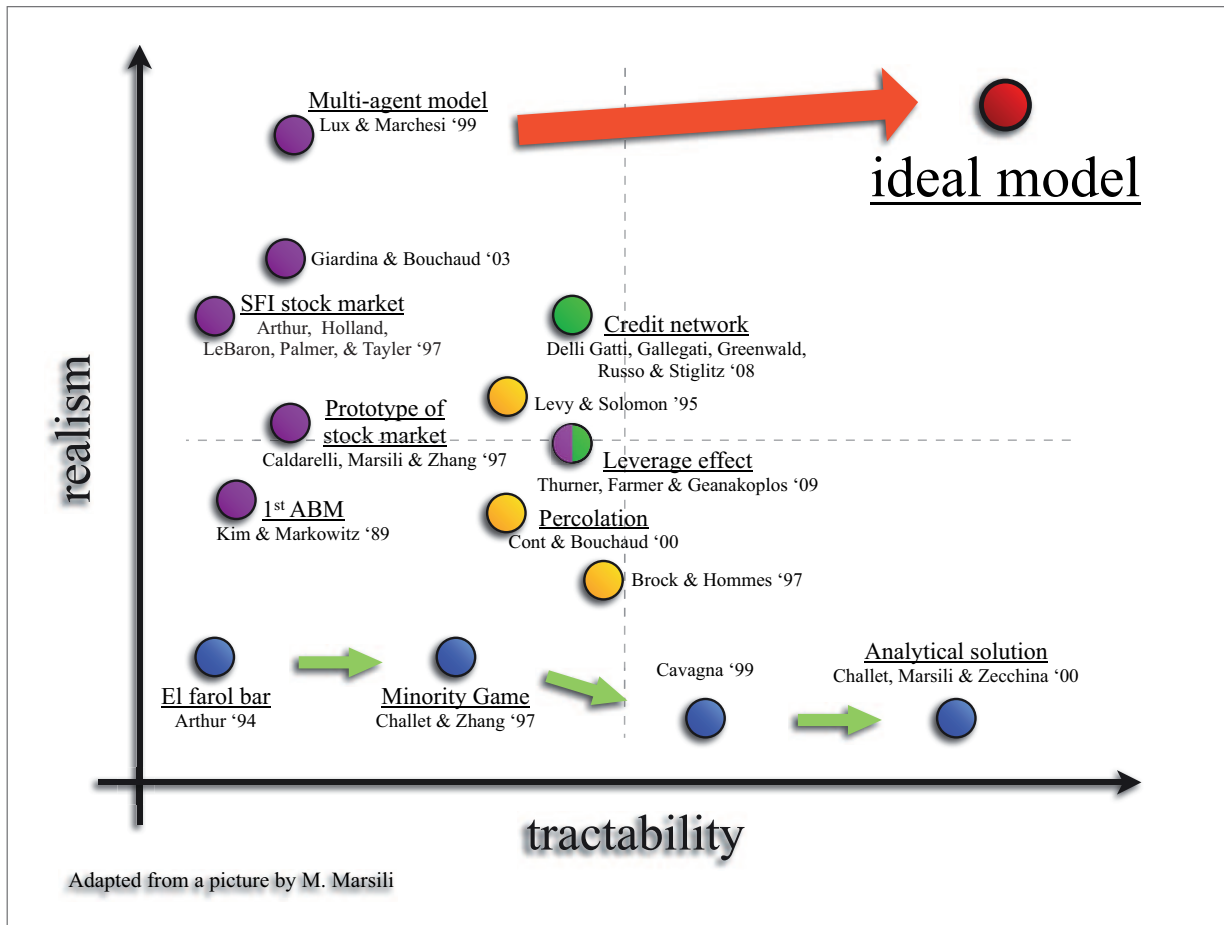 Multi-agent model
Lux & Marchesi ‘99
ideal model
Giardina & Bouchaud ‘03
SFI stock market
Arthur, Holland,
LeBaron, Palmer, & Tayler ‘97
Credit network
Delli Gatti, Gallegati, Greenwald,
Russo & Stiglitz ‘08
Levy & Solomon ’95
Prototype of
stock market
Caldarelli, Marsili & Zhang ‘97
Leverage effect
Thurner, Farmer & Geanakoplos ‘09
1st ABM
Kim & Markowitz ‘89
Percolation
Cont & Bouchaud ‘00
Brock & Hommes ‘97
El farol bar
Arthur ‘94
Minority Game
Challet & Zhang ‘97
Cavagna ‘99
Analytical solution
Challet, Marsili & Zecchina ‘00
realism
tractability
Adapted from a picture by M. Marsili